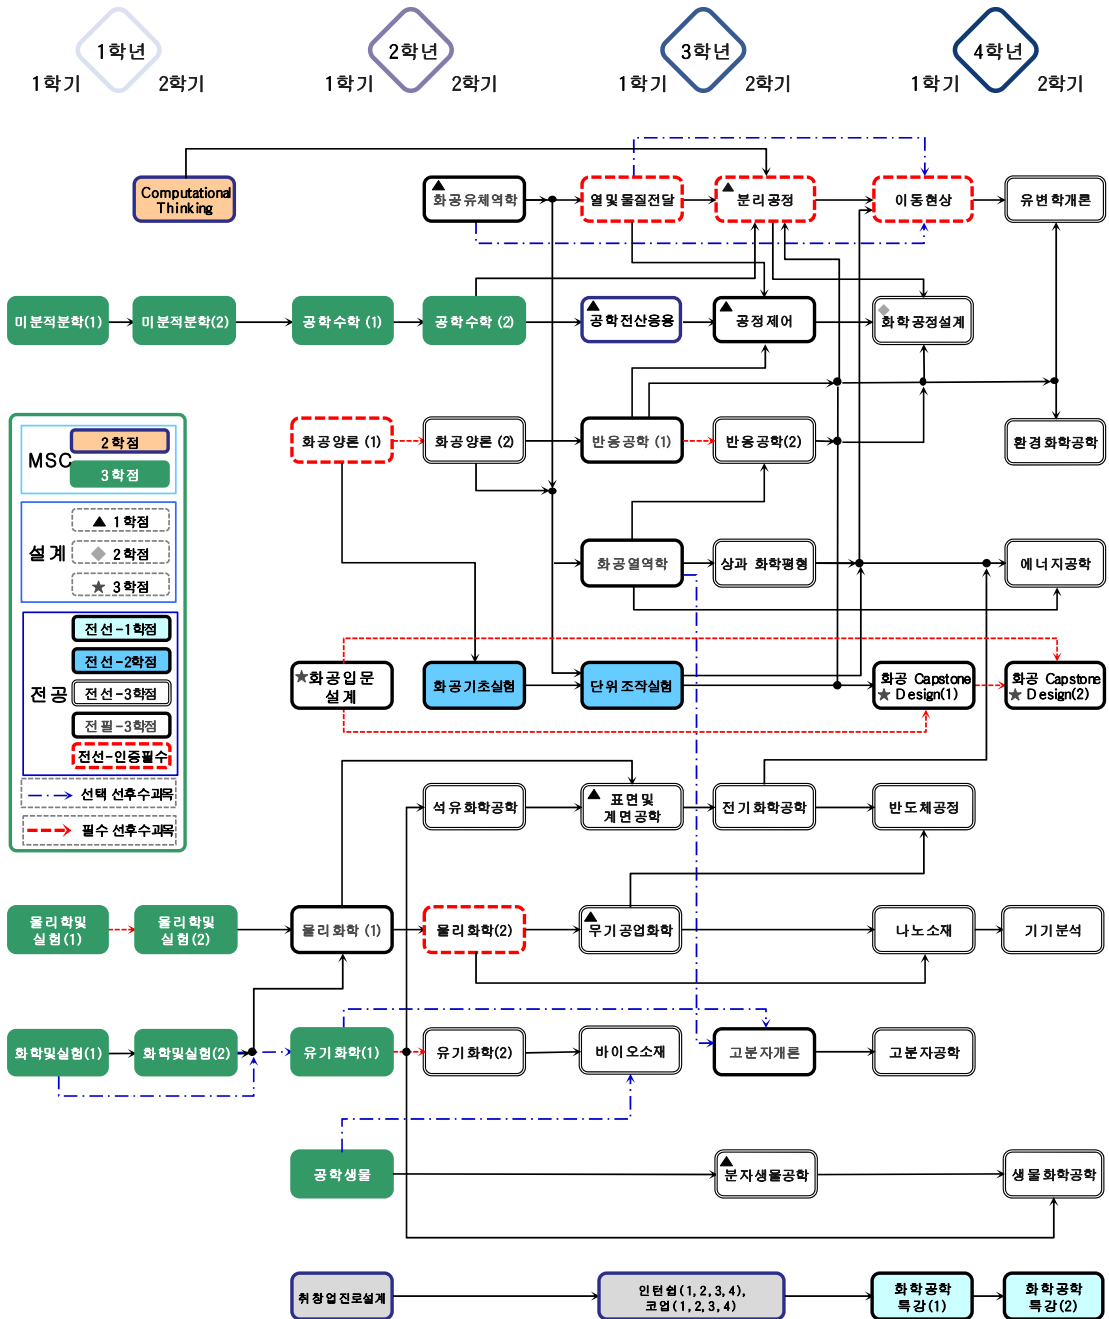 1학년
2학년
3학년
4학년
1학기
2학기
1학기
2학기
1학기
2학기
1학기
2학기
Computational
Thinking
화공유체역학
열및물질전달
분리공정
이동현상
유변학개론
미분적분학(1)
미분적분학(2)
공학수학 (1)
공학수학 (2)
공학전산응용
공정제어
화학공정설계
화공양론 (1)
화공양론 (2)
반응공학 (1)
반응공학(2)
환경화학공학
MSC
2학점
3학점
설계
▲ 1학점
◆ 2학점
★ 3학점
전공
전선-1학점
전선-2학점
전선-3학점
전필-3학점
전선-인증필수
선택 선후수과목
필수 선후수과목
화공열역학
상과 화학평형
에너지공학
★화공입문
설계
화공기초실험
단위조작실험
화공 Capstone
★ Design(1)
화공 Capstone
★ Design(2)
석유화학공학
표면및
계면공학
전기화학공학
반도체공정
물리학및
실험(1)
물리학및
실험(2)
물리화학 (1)
물리화학(2)
무기공업화학
나노소재
기기분석
화학및실험(1)
화학및실험(2)
유기화학(1)
유기화학(2)
바이오소재
고분자개론
고분자공학
공학생물
분자생물공학
생물화학공학
취창업진로설계
인턴쉽(1,2,3,4),
코업(1,2,3,4)
화학공학
특강(1)
화학공학
특강(2)